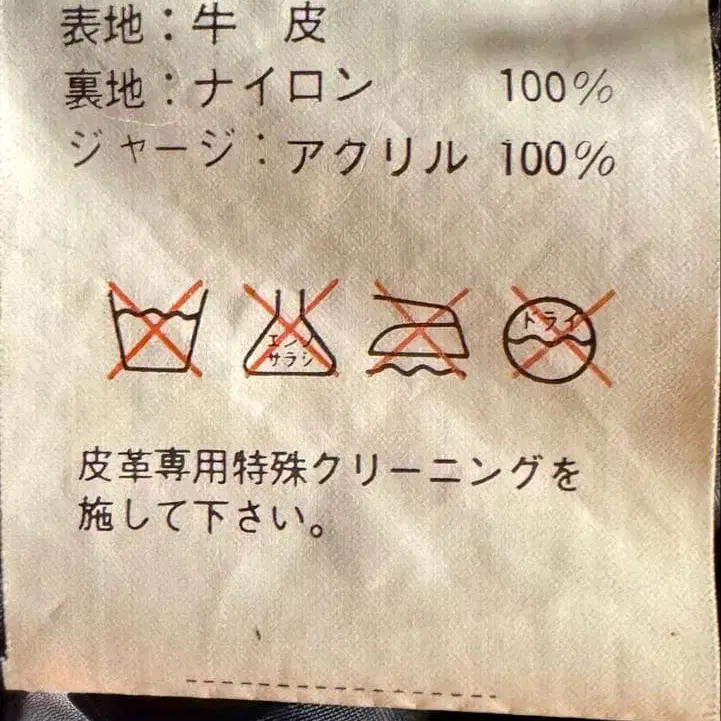 表地：牛 皮
裏地：ナイロン 100%
ジャージ：アクリル 100%
エンソ
サラシ
ドライ
皮革専用特殊クリーニングを
施して下さい。